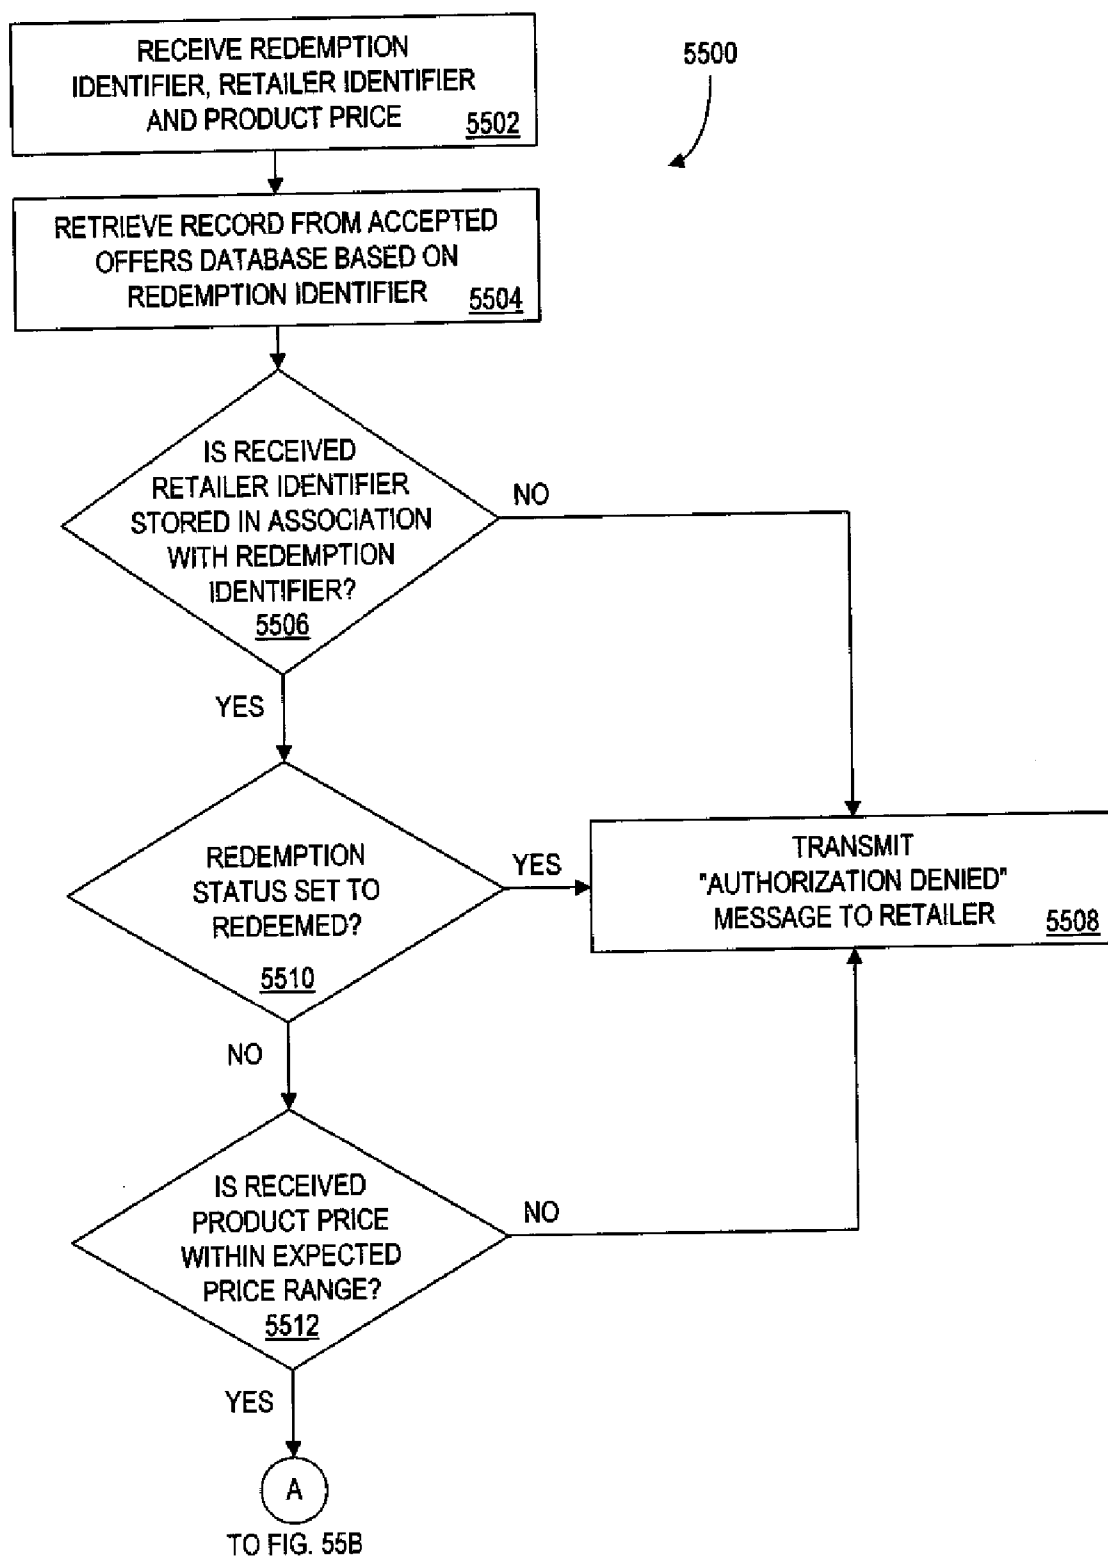 RECEIVE REDEMPTION
IDENTIFIER, RETAILER IDENTIFIER
AND PRODUCT PRICE
5502
5500
RETRIEVE RECORD FROM ACCEPTED
OFFERS DATABASE BASED ON
REDEMPTION IDENTIFIER
5504
IS RECEIVED
RETAILER IDENTIFIER
STORED IN ASSOCIATION
WITH REDEMPTION
IDENTIFIER?
5506
NO
YES
REDEMPTION
STATUS SET TO
REDEEMED?
5510
YES
TRANSMIT
"AUTHORIZATION DENIED"
MESSAGE TO RETAILER
5508
NO
IS RECEIVED
PRODUCT PRICE
WITHIN EXPECTED
PRICE RANGE?
5512
NO
YES
A
TO FIG. 55B